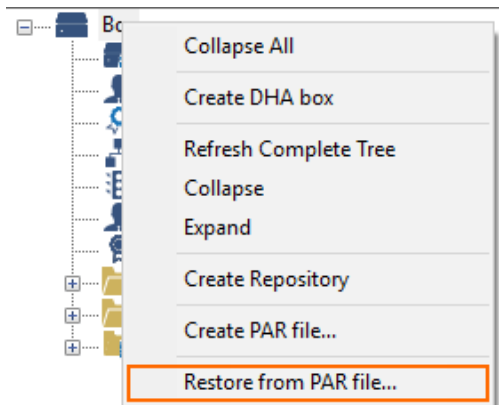 Collapse All
Create DHA box
Refresh Complete Tree
Collapse
Expand
Create Repository
Create PAR file...
Restore from PAR file...